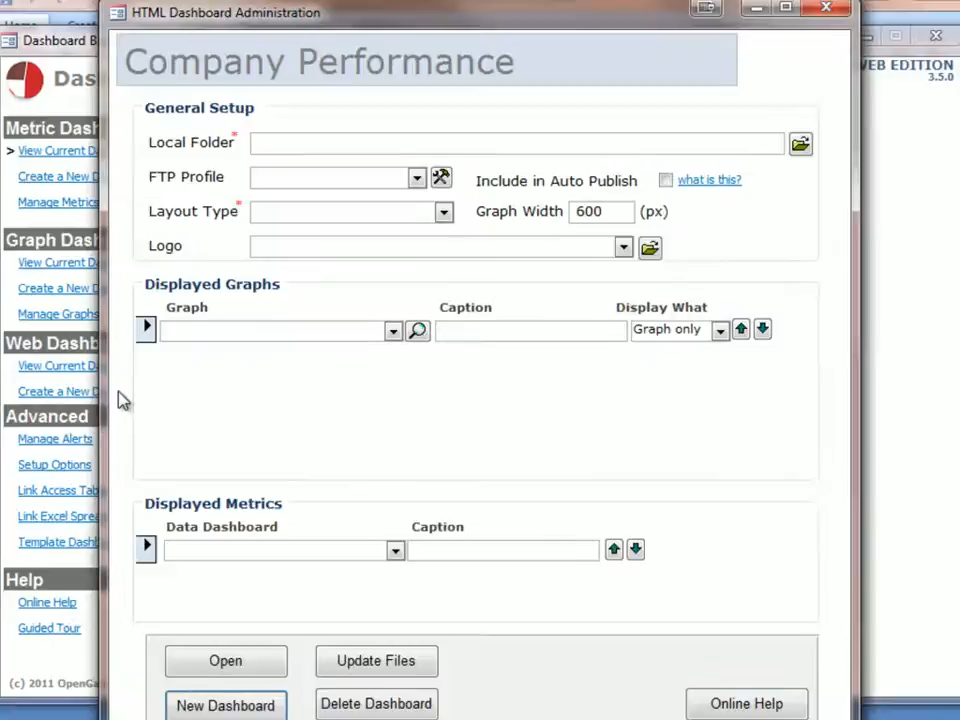 HTML Dashboard Administration
Dashboard B
WEB EDITION
3.5.0
Das
Company Performance
Metric Dash
> View Current D
Create a New D
Manage Metrics
Graph Dash
View Current D
Create a New D
Manage Graphs
Web Dashb
View Current D
Create a New D
Advanced
Manage Alerts
Setup Options
Link Access Tab
Link Excel Sprea
Template Dashb
Help
Online Help
Guided Tour
(c) 2011 OpenGa
General Setup
Local Folder*
FTP Profile
Include in Auto Publish
what is this?
Layout Type*
Graph Width 600 (px)
Logo
Displayed Graphs
Graph Caption Display What
Graph only
Displayed Metrics
Data Dashboard Caption
Open Update Files
New Dashboard Delete Dashboard Online Help